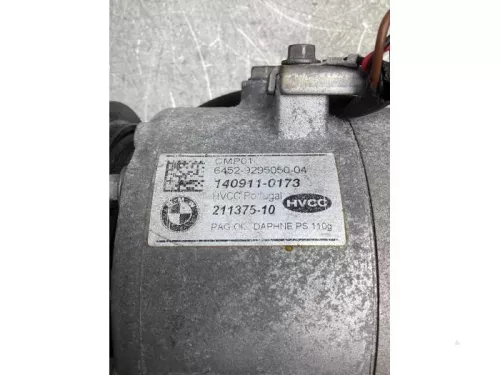 CMP01
6452-9295050-04
140911-0173
HVCC Portugal
211375-10
HVCC
PAG OIL DAPHNE PS 110g